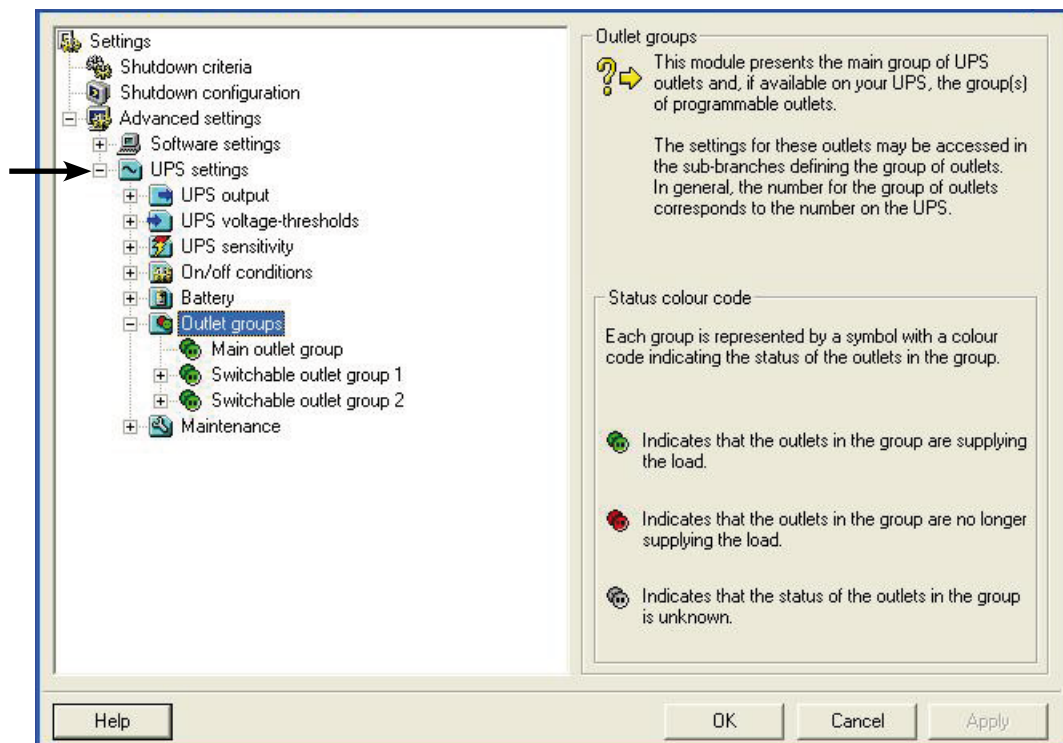 Settings
Shutdown criteria
Shutdown configuration
Advanced settings
Software settings
UPS settings
UPS output
UPS voltage-thresholds
UPS sensitivity
On/off conditions
Battery
Outlet groups
Main outlet group
Switchable outlet group 1
Switchable outlet group 2
Maintenance
Outlet groups
This module presents the main group of UPS
outlets and, if available on your UPS, the group(s)
of programmable outlets.
The settings for these outlets may be accessed in
the sub-branches defining the group of outlets.
In general, the number for the group of outlets
corresponds to the number on the UPS.
Status colour code
Each group is represented by a symbol with a colour
code indicating the status of the outlets in the group.
Indicates that the outlets in the group are supplying
the load.
Indicates that the outlets in the group are no longer
supplying the load.
Indicates that the status of the outlets in the group
is unknown.
Help
OK
Cancel
Apply